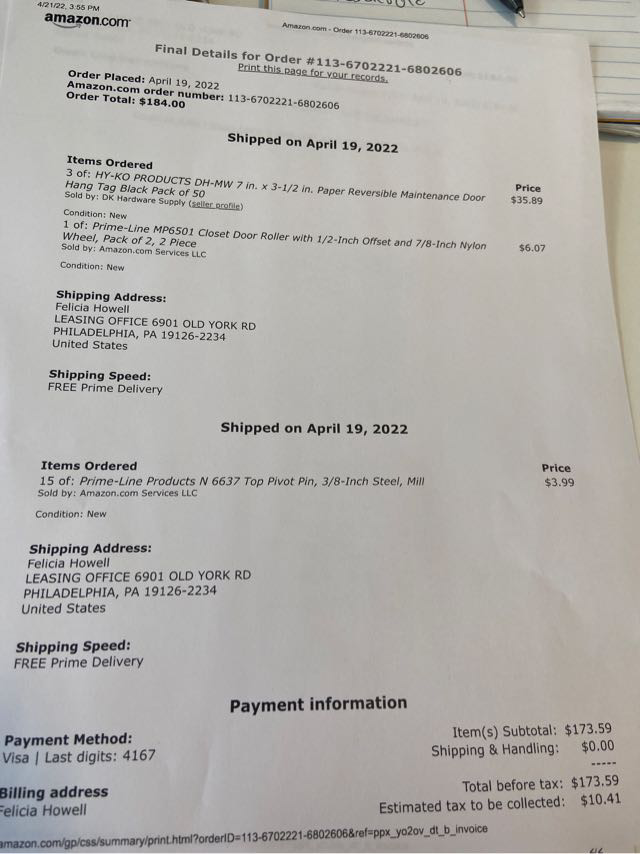 4/21/22, 3:55 PM
Amazon.com - Order 113-6702221-6802606
amazon.com
Final Details for Order #113-6702221-6802606
Print this page for your records.
Order Placed: April 19, 2022
Amazon.com order number: 113-6702221-6802606
Order Total: $184.00
Shipped on April 19, 2022
Items Ordered Price
3 of: HY-KO PRODUCTS DH-MW 7 in. x 3-1/2 in. Paper Reversible Maintenance Door $35.89
Hang Tag Black Pack of 50
Sold by: DK Hardware Supply (seller profile)
Condition: New
1 of: Prime-Line MP6501 Closet Door Roller with 1/2-Inch Offset and 7/8-Inch Nylon $6.07
Wheel, Pack of 2, 2 Piece
Sold by: Amazon.com Services LLC
Condition: New
Shipping Address:
Felicia Howell
LEASING OFFICE 6901 OLD YORK RD
PHILADELPHIA, PA 19126-2234
United States
Shipping Speed:
FREE Prime Delivery
Shipped on April 19, 2022
Items Ordered Price
15 of: Prime-Line Products N 6637 Top Pivot Pin, 3/8-Inch Steel, Mill $3.99
Sold by: Amazon.com Services LLC
Condition: New
Shipping Address:
Felicia Howell
LEASING OFFICE 6901 OLD YORK RD
PHILADELPHIA, PA 19126-2234
United States
Shipping Speed:
FREE Prime Delivery
Payment information
Payment Method:
Visa | Last digits: 4167
Item(s) Subtotal: $173.59
Shipping & Handling: $0.00
-----
Billing address
Felicia Howell
Total before tax: $173.59
Estimated tax to be collected: $10.41
amazon.com/gp/css/summary/print.html?orderID=113-6702221-6802606&ref=ppx_yo2ov_dt_b_invoice